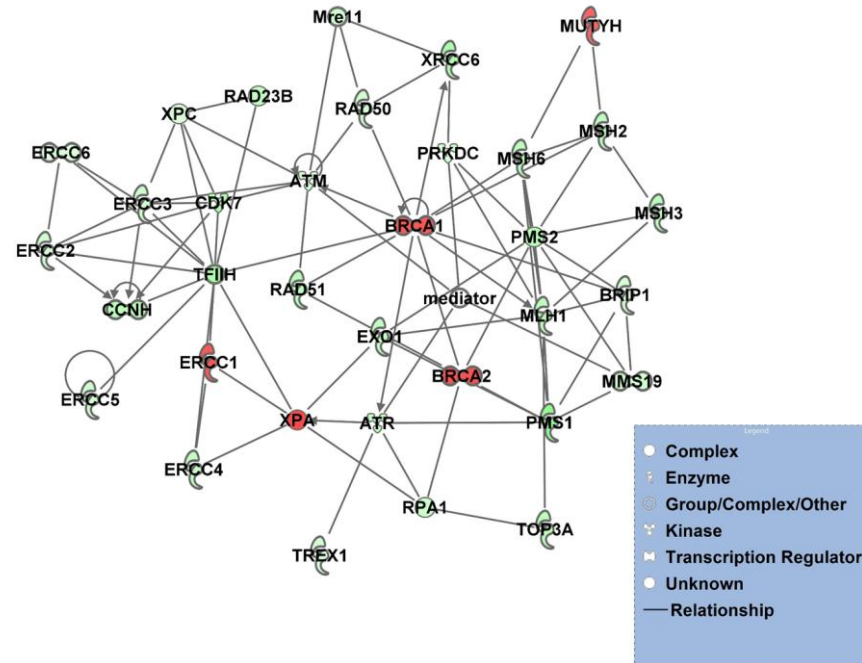 Mre11
MUTYH
XRCC6
RAD23B
RAD50
XPC
MSH2
ERCC6
PRKDC
MSH6
ATM
ERCC3
CDK7
MSH3
BRCA1
PMS2
ERCC2
TFIIH
RAD51
mediator
BRIP1
CCNH
MLH1
EXO1
ERCC1
BRCA2
MMS19
ERCC5
XPA
ATR
PMS1
ERCC4
RPA1
TOP3A
TREX1
Legend
Complex
Enzyme
Group/Complex/Other
Kinase
Transcription Regulator
Unknown
Relationship